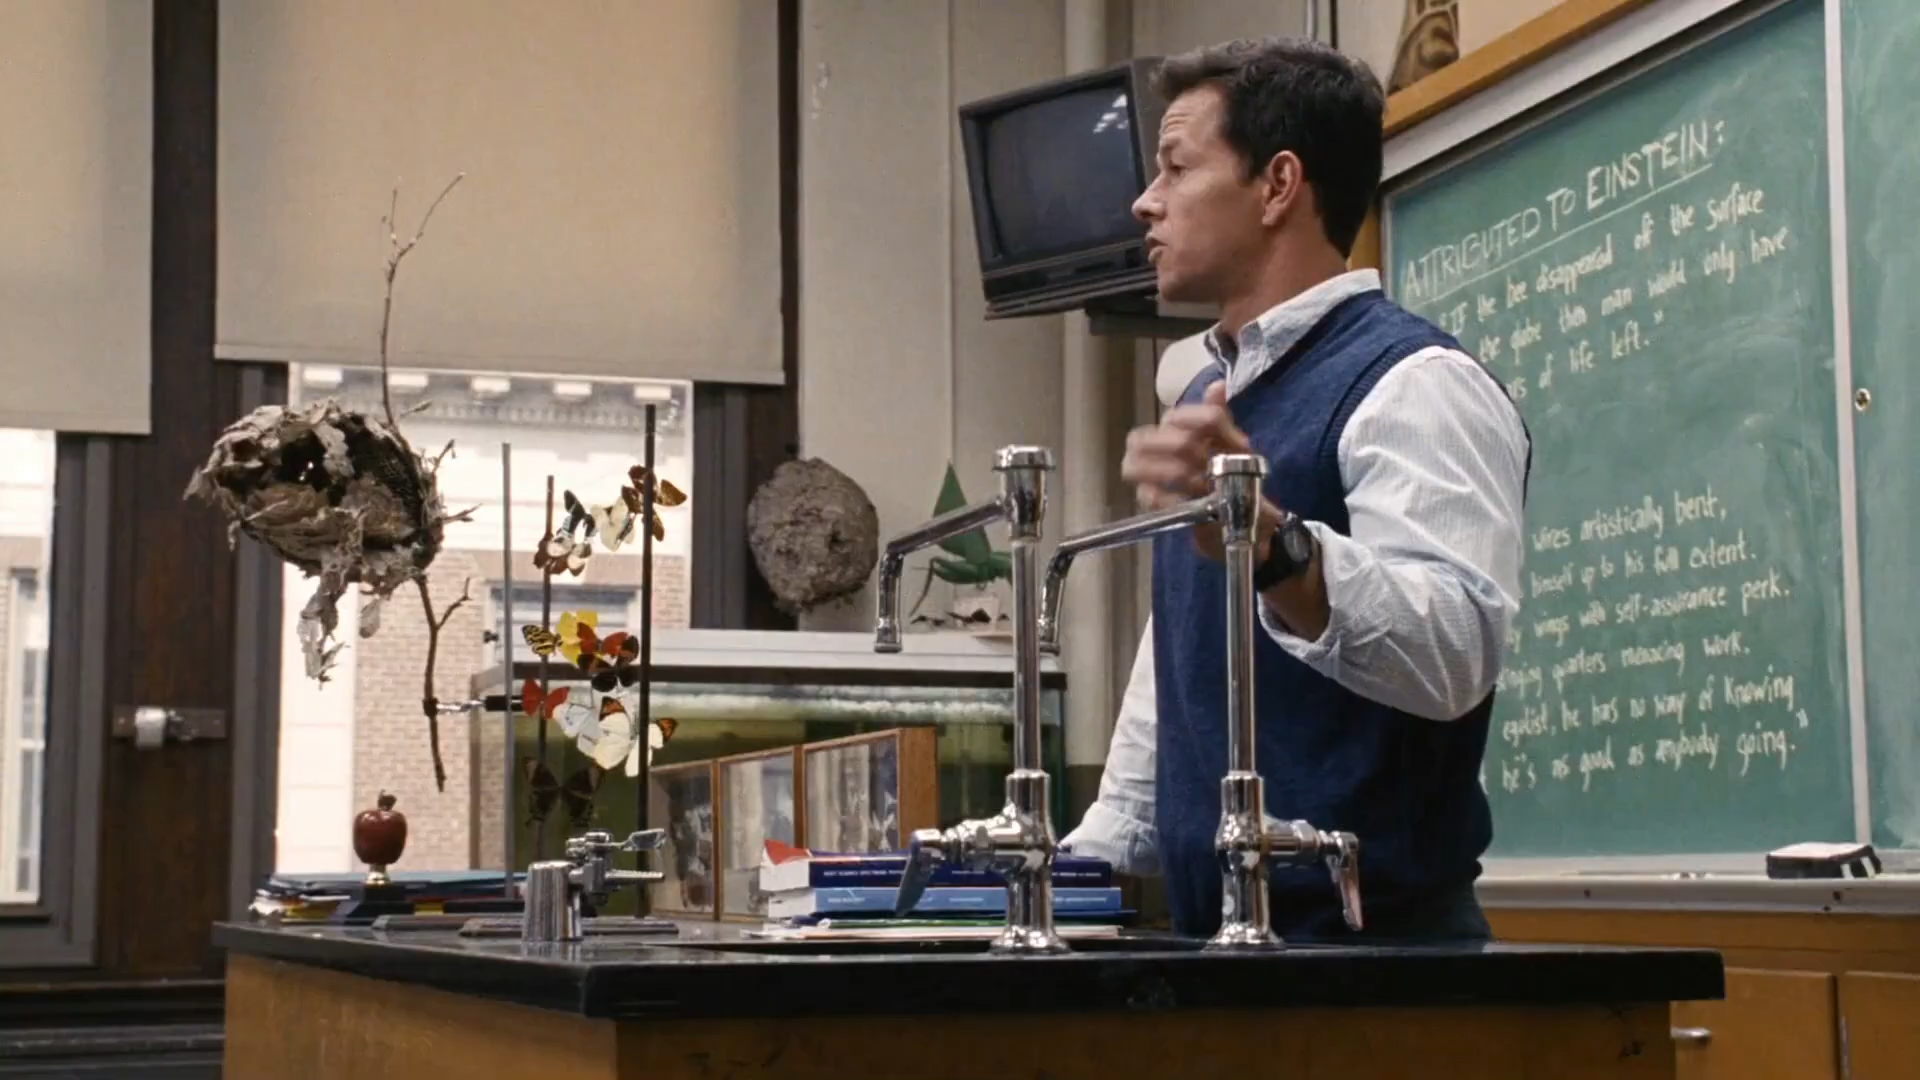 ATTRIBUTED TO EINSTEIN:
"IF the bee disappeared off the surface
the globe then man would only have
of life left."
wires artistically bent,
himself up to his full extent.
wings with self-assurance perk.
stinging quarters menacing work.
egotist, he has no way of knowing
he's as good as anybody going."